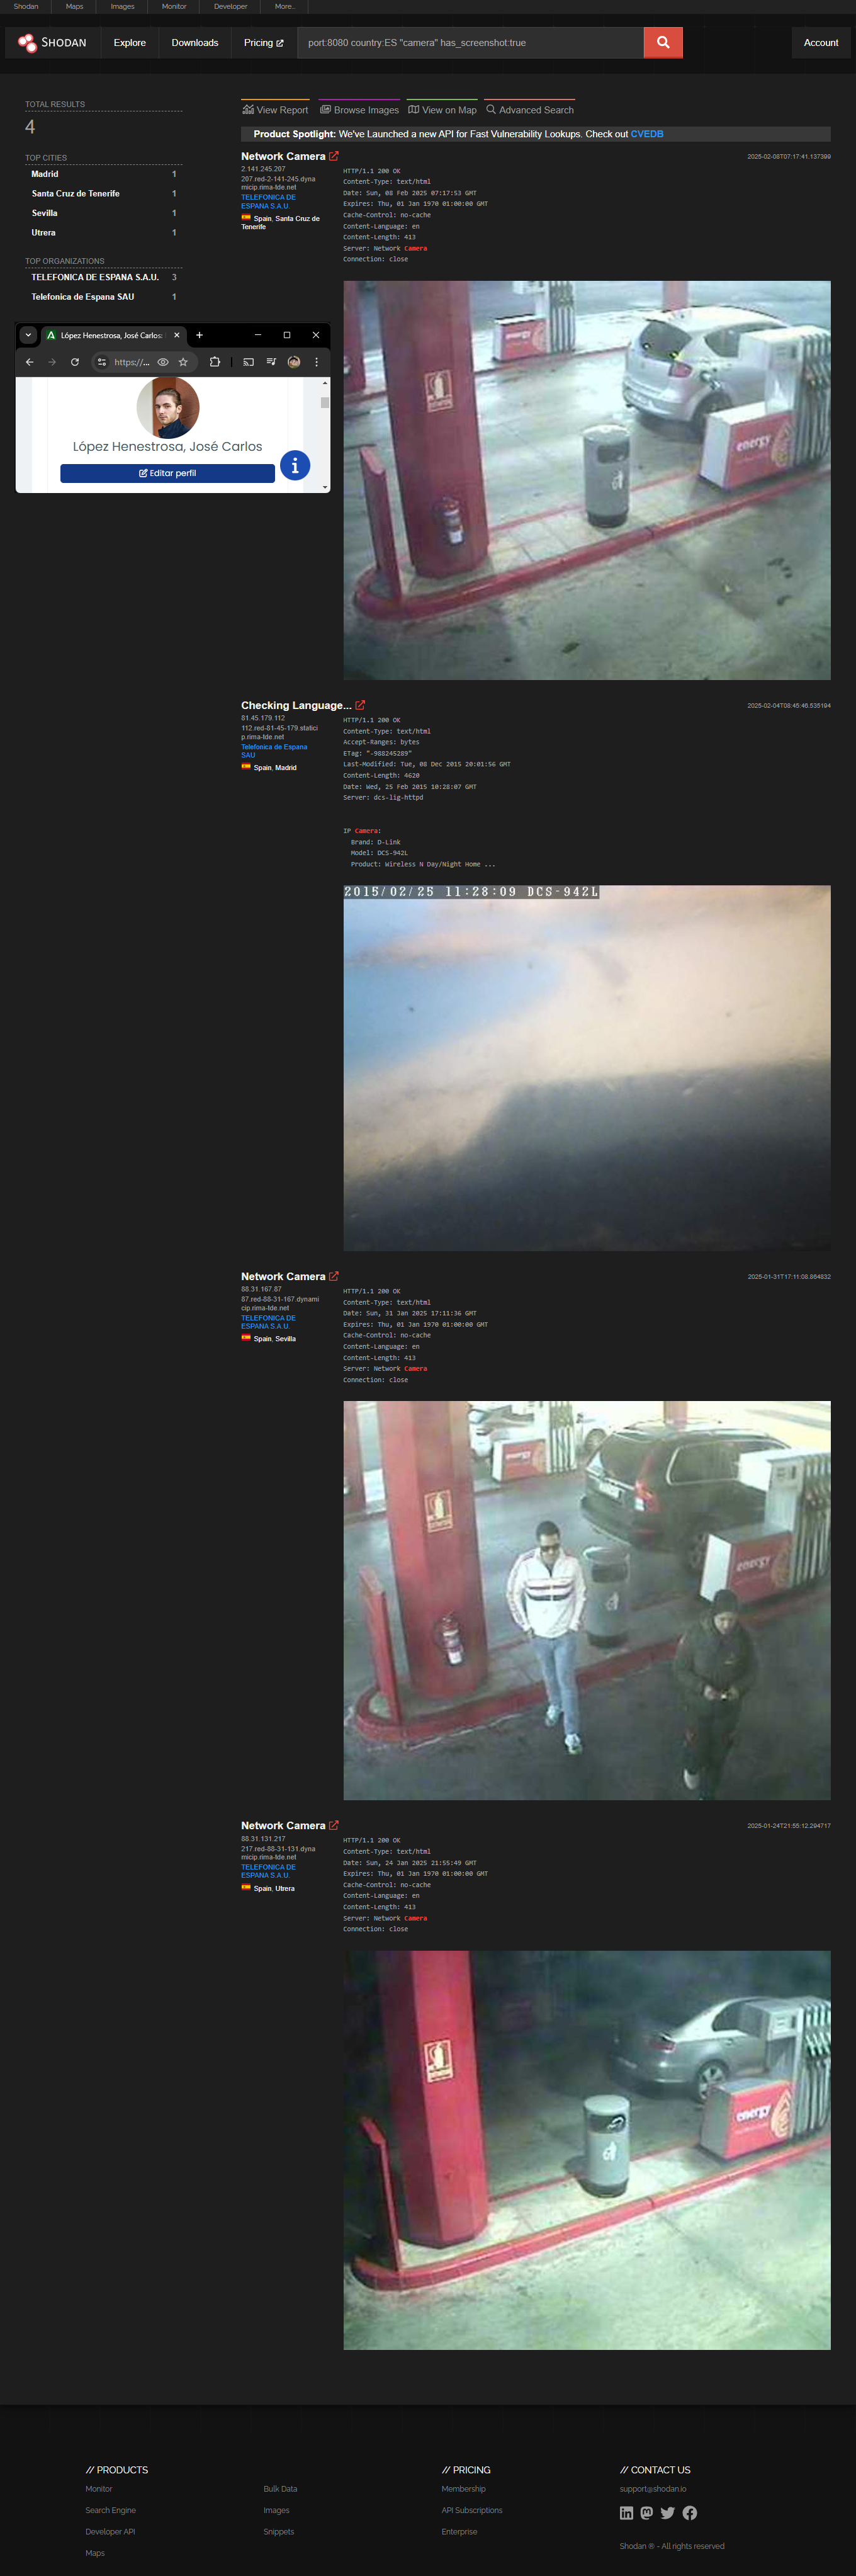 Shodan Maps Images Monitor Developer More...
SHODAN Explore Downloads Pricing port:8080 country:ES "camera" has_screenshot:true Account
TOTAL RESULTS
4
TOP CITIES
Madrid 1
Santa Cruz de Tenerife 1
Sevilla 1
Utrera 1
TOP ORGANIZATIONS
TELEFONICA DE ESPANA S.A.U. 3
Telefonica de Espana SAU 1
López Henestrosa, José Carlos:
https://...
López Henestrosa, José Carlos
Editar perfil
View Report Browse Images View on Map Advanced Search
Product Spotlight: We've Launched a new API for Fast Vulnerability Lookups. Check out CVEDB
Network Camera
2025-02-08T07:17:41.137399
2.141.245.207
207.red-2-141-245.dyna
micip.rima-tde.net
TELEFONICA DE
ESPANA S.A.U.
Spain, Santa Cruz de
Tenerife
HTTP/1.1 200 OK
Content-Type: text/html
Date: Sun, 08 Feb 2025 07:17:53 GMT
Expires: Thu, 01 Jan 1970 01:00:00 GMT
Cache-Control: no-cache
Content-Language: en
Content-Length: 413
Server: Network Camera
Connection: close
energy
Checking Language...
2025-02-04T08:45:46.535194
81.45.179.112
112.red-81-45-179.statici
p.rima-tde.net
Telefonica de Espana
SAU
Spain, Madrid
HTTP/1.1 200 OK
Content-Type: text/html
Accept-Ranges: bytes
ETag: "-988245289"
Last-Modified: Tue, 08 Dec 2015 20:01:56 GMT
Content-Length: 4620
Date: Wed, 25 Feb 2015 10:28:07 GMT
Server: dcs-lig-httpd
IP Camera:
Brand: D-Link
Model: DCS-942L
Product: Wireless N Day/Night Home ...
2015/02/25 11:28:09 DCS-942L
Network Camera
2025-01-31T17:11:08.864832
88.31.167.87
87.red-88-31-167.dynami
cip.rima-tde.net
TELEFONICA DE
ESPANA S.A.U.
Spain, Sevilla
HTTP/1.1 200 OK
Content-Type: text/html
Date: Sun, 31 Jan 2025 17:11:36 GMT
Expires: Thu, 01 Jan 1970 01:00:00 GMT
Cache-Control: no-cache
Content-Language: en
Content-Length: 413
Server: Network Camera
Connection: close
energy
Network Camera
2025-01-24T21:55:12.294717
88.31.131.217
217.red-88-31-131.dyna
micip.rima-tde.net
TELEFONICA DE
ESPANA S.A.U.
Spain, Utrera
HTTP/1.1 200 OK
Content-Type: text/html
Date: Sun, 24 Jan 2025 21:55:49 GMT
Expires: Thu, 01 Jan 1970 01:00:00 GMT
Cache-Control: no-cache
Content-Language: en
Content-Length: 413
Server: Network Camera
Connection: close
energy
// PRODUCTS
Monitor
Search Engine
Developer API
Maps
Bulk Data
Images
Snippets
// PRICING
Membership
API Subscriptions
Enterprise
// CONTACT US
support@shodan.io
Shodan ® - All rights reserved